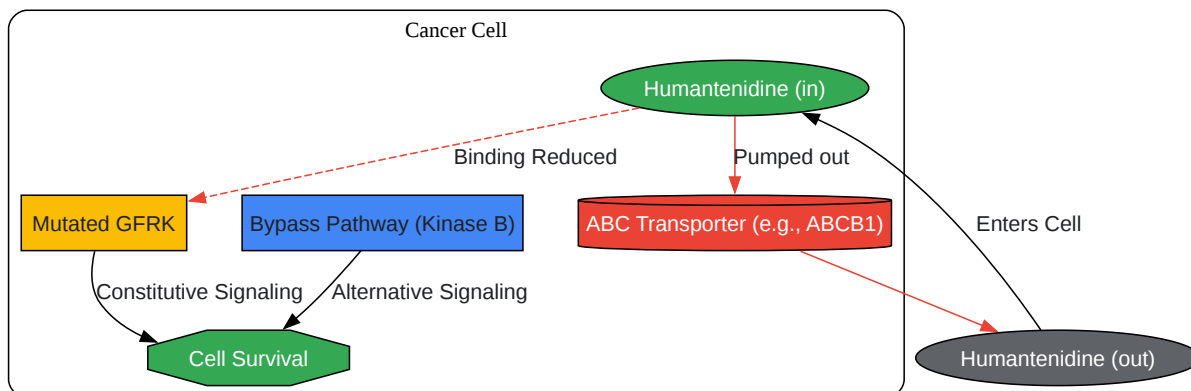 Cancer Cell
Humantenidine (in)
Binding Reduced
Pumped out
Mutated GFRK
Bypass Pathway (Kinase B)
ABC Transporter (e.g., ABCB1)
Enters Cell
Constitutive Signaling
Alternative Signaling
Cell Survival
Humantenidine (out)